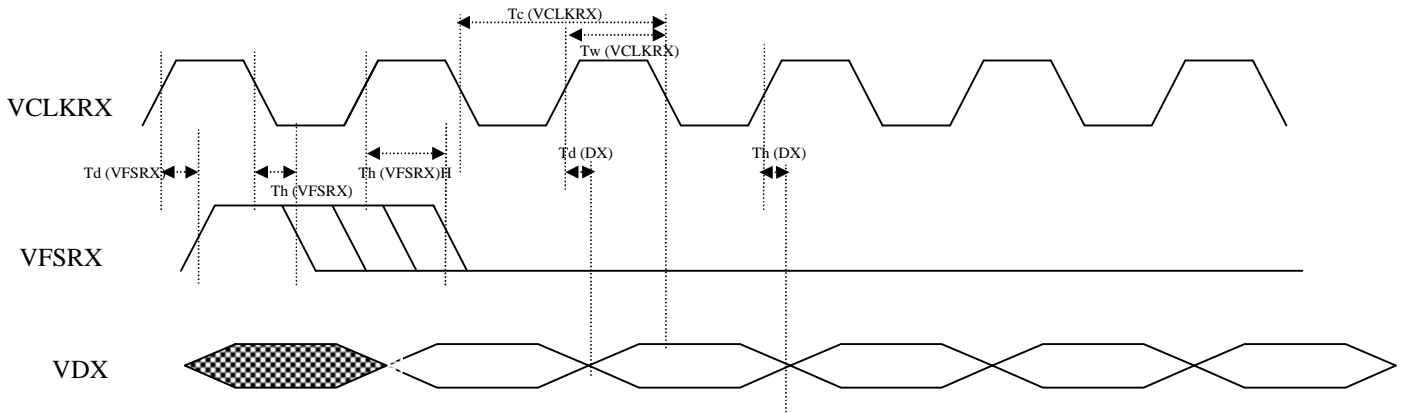 Tc (VCLKRX)
Tw (VCLKRX)
VCLKRX
Td (VFSRX)
Th (VFSRX)
Th (VFSRX)H
Td (DX)
Th (DX)
VFSRX
VDX